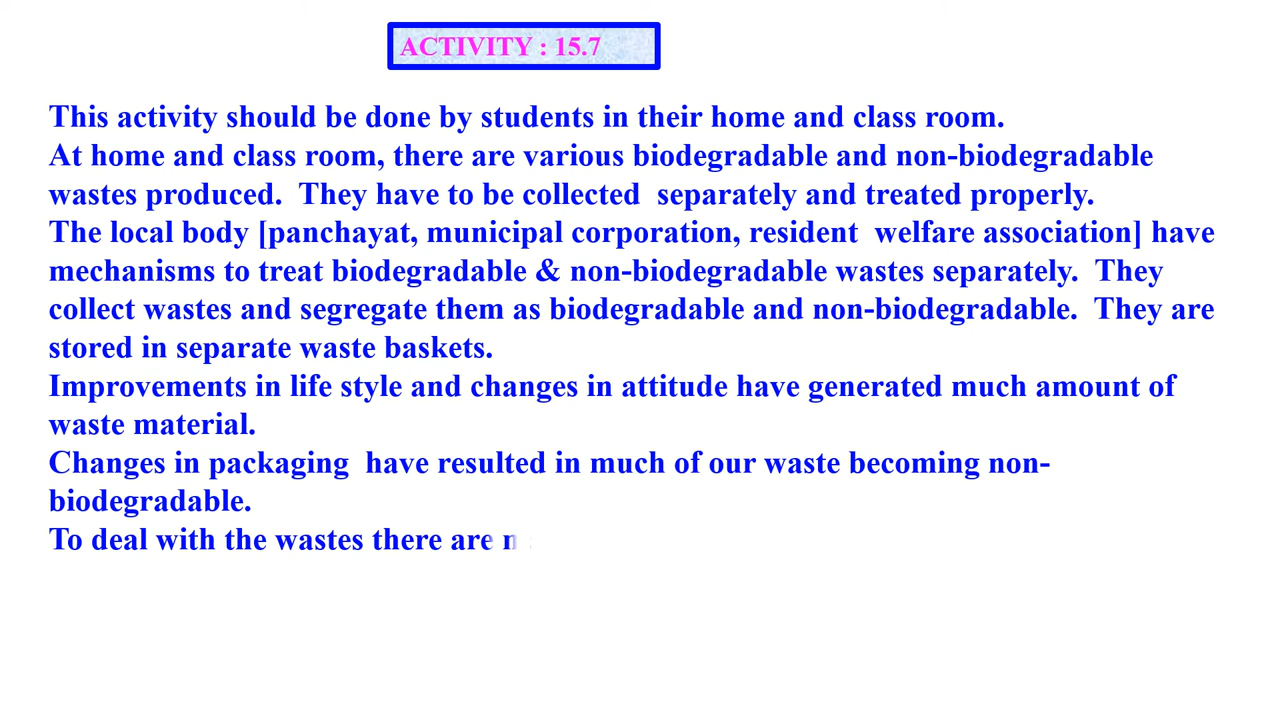 ACTIVITY : 15.7
This activity should be done by students in their home and class room.
At home and class room, there are various biodegradable and non-biodegradable
wastes produced.  They have to be collected  separately and treated properly.
The local body [panchayat, municipal corporation, resident  welfare association] have
mechanisms to treat biodegradable & non-biodegradable wastes separately.  They
collect wastes and segregate them as biodegradable and non-biodegradable.  They are
stored in separate waste baskets.
Improvements in life style and changes in attitude have generated much amount of
waste material.
Changes in packaging  have resulted in much of our waste becoming non-
biodegradable.
To deal with the wastes there are